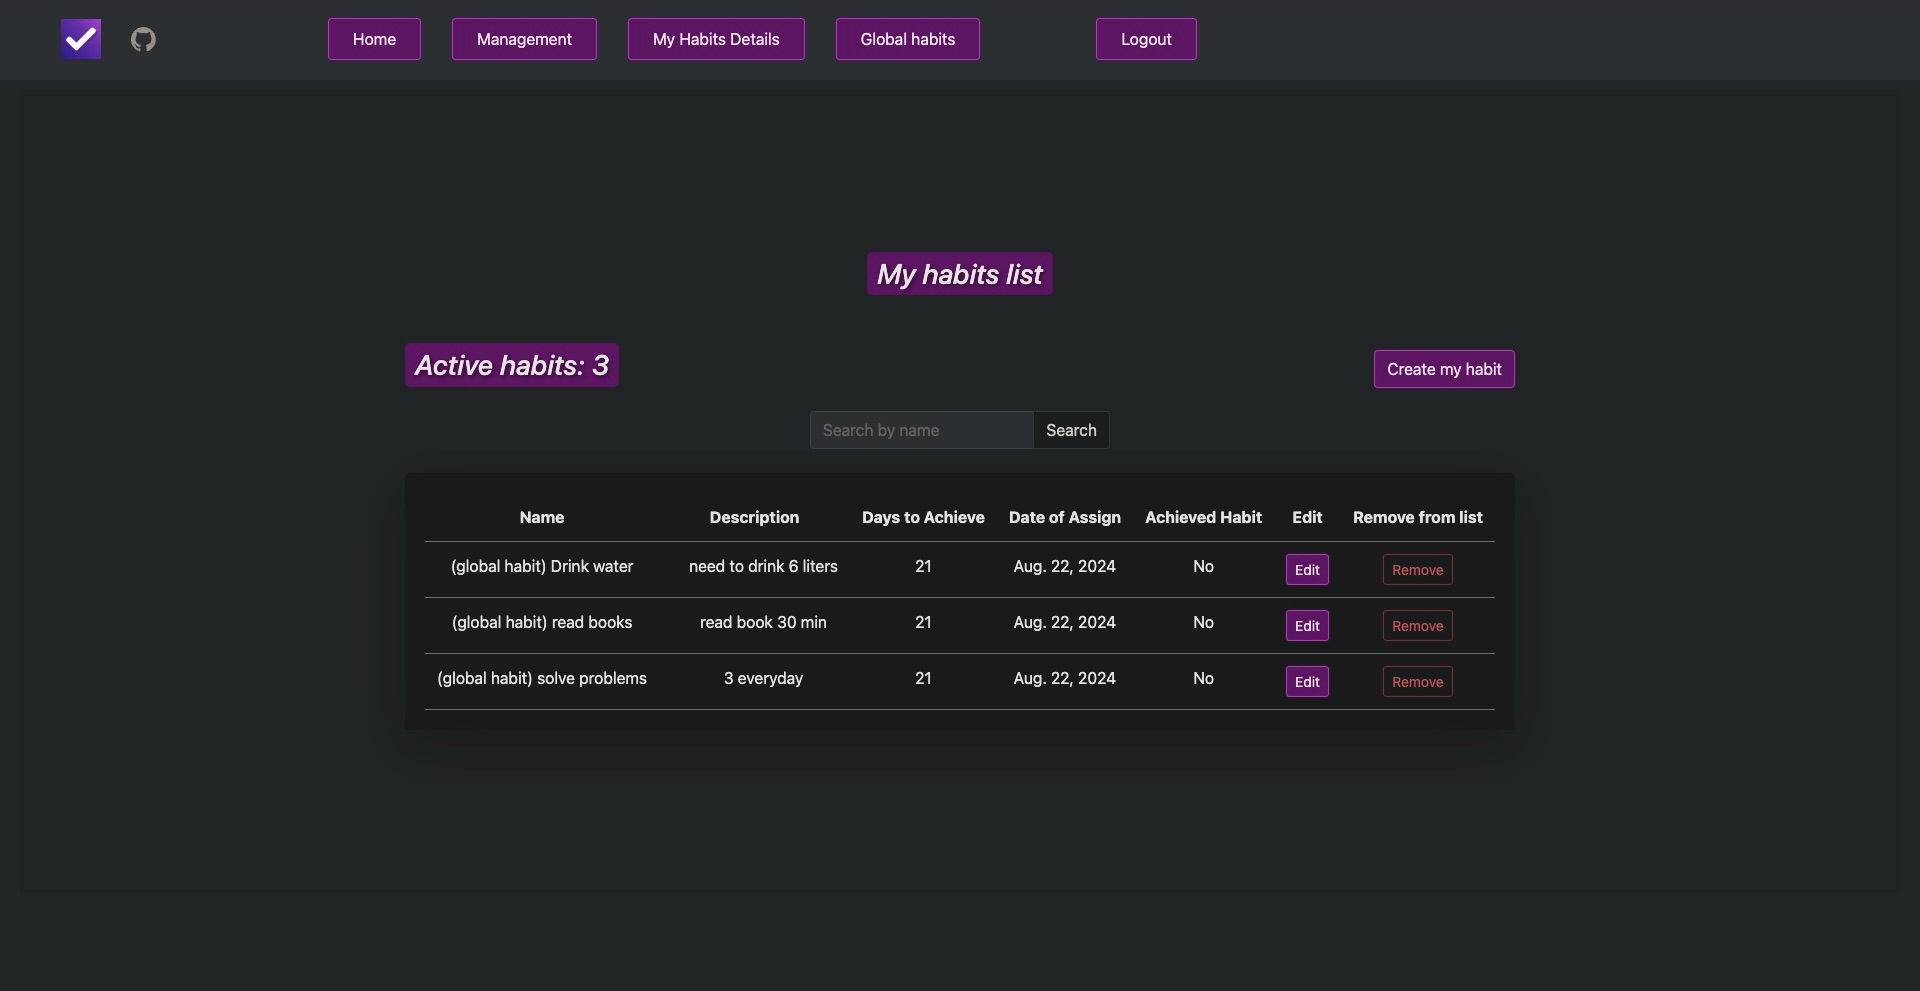 Home Management My Habits Details Global habits Logout
My habits list
Active habits: 3
Create my habit
Search by name Search
Name Description Days to Achieve Date of Assign Achieved Habit Edit Remove from list
(global habit) Drink water need to drink 6 liters 21 Aug. 22, 2024 No Edit Remove
(global habit) read books read book 30 min 21 Aug. 22, 2024 No Edit Remove
(global habit) solve problems 3 everyday 21 Aug. 22, 2024 No Edit Remove